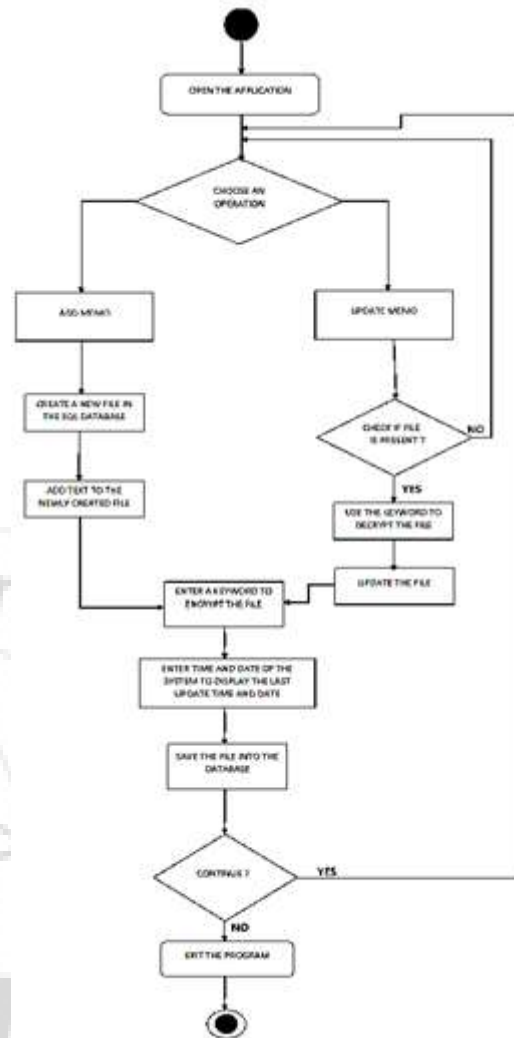 OPEN THE APPLICATION
CHOOSE AN
OPERATION
ADD MEMO
UPDATE MEMO
CREATE A NEW FILE IN
THE SQL DATABASE
CHECK IF FILE
IS PRESENT ?
NO
ADD TEXT TO THE
NEWLY CREATED FILE
YES
USE THE KEYWORD TO
DECRYPT THE FILE
UPDATE THE FILE
ENTER A KEYWORD TO
ENCRYPT THE FILE
ENTER TIME AND DATE OF THE
SYSTEM TO DISPLAY THE LAST
UPDATE TIME AND DATE
SAVE THE FILE INTO THE
DATABASE
CONTINUE ?
YES
NO
EXIT THE PROGRAM